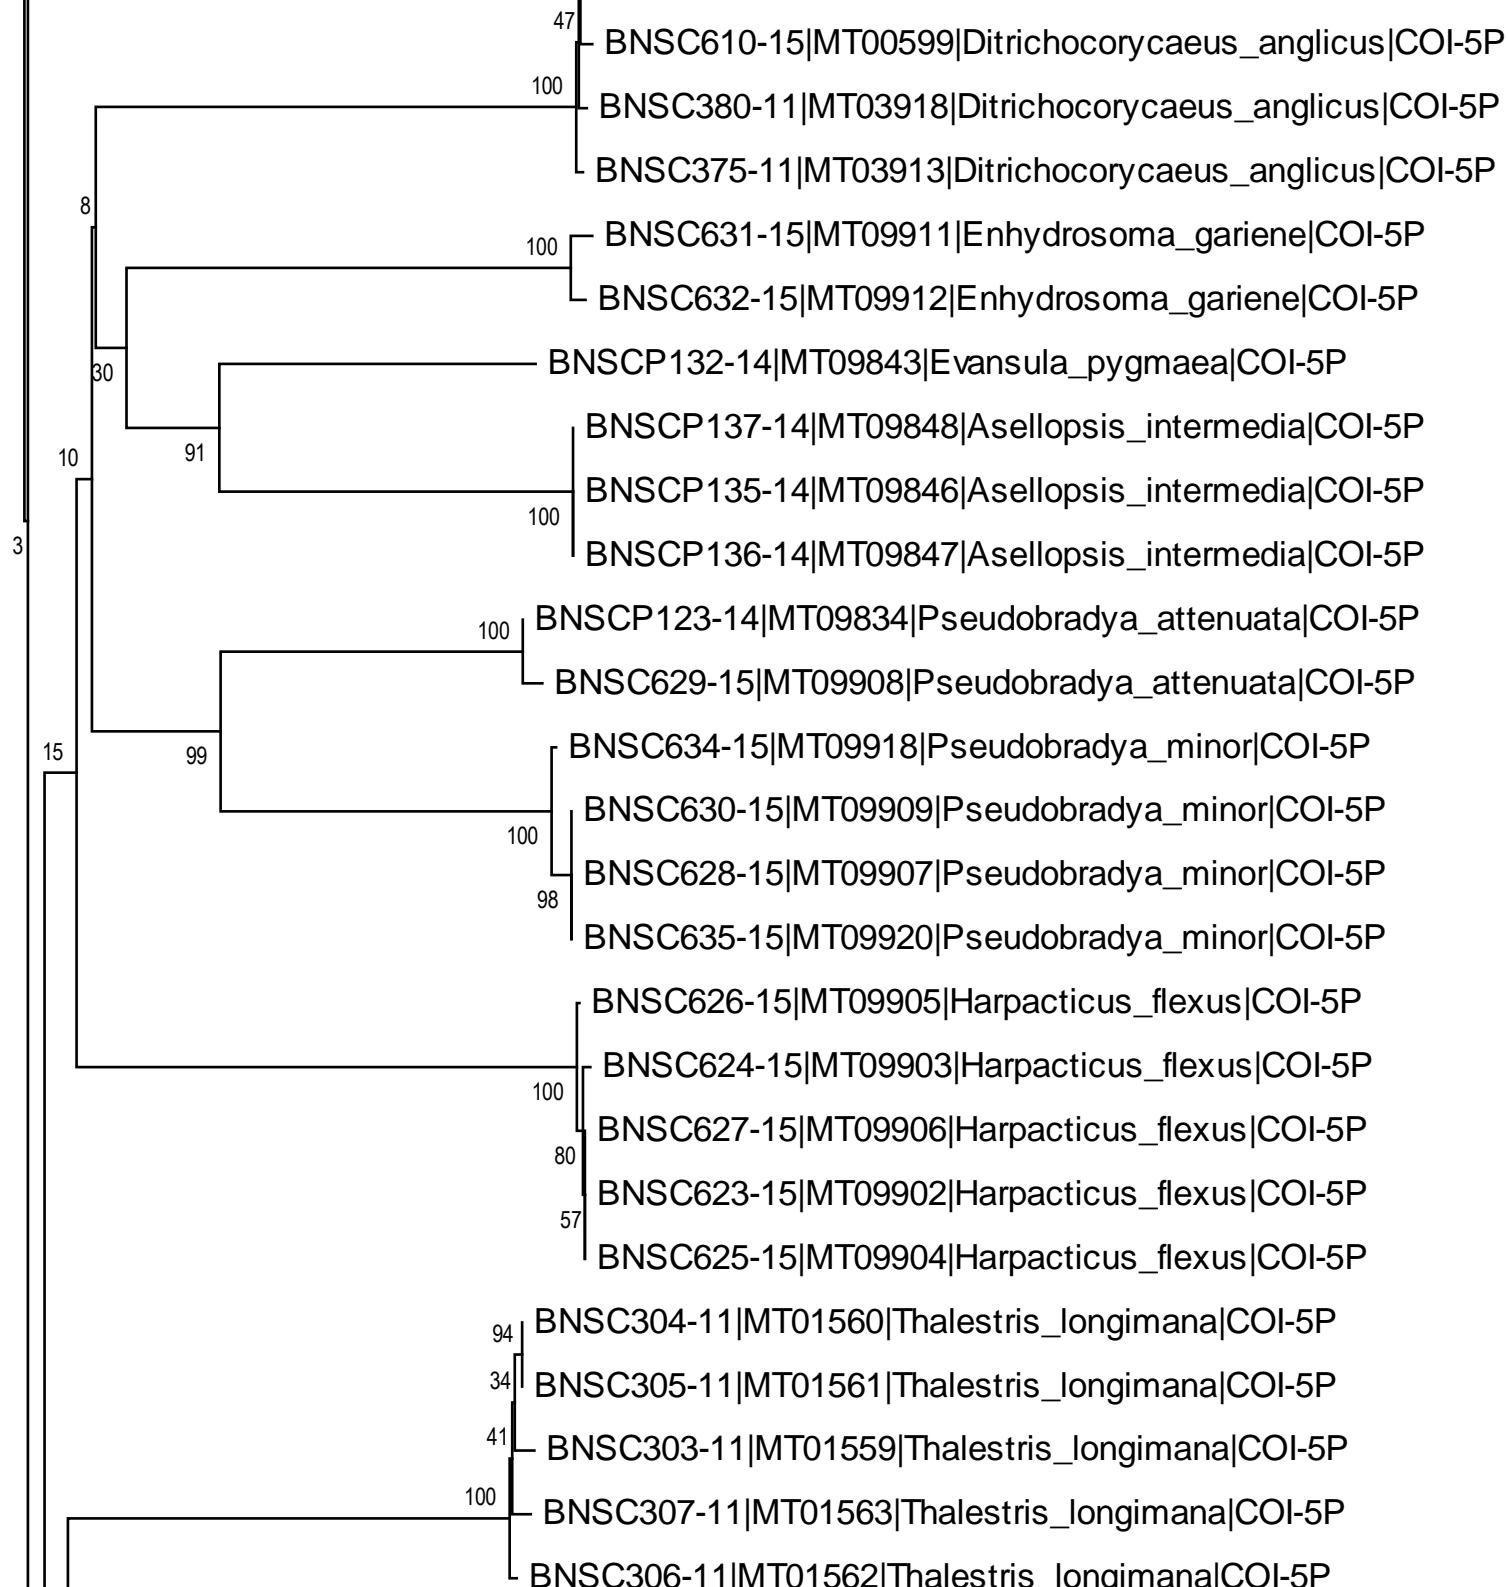 47
BNSC610-15|MT00599|Ditrichocorycaeus_anglicus|COI-5P
100
BNSC380-11|MT03918|Ditrichocorycaeus_anglicus|COI-5P
BNSC375-11|MT03913|Ditrichocorycaeus_anglicus|COI-5P
8
BNSC631-15|MT09911|Enhydrosoma_gariene|COI-5P
100
BNSC632-15|MT09912|Enhydrosoma_gariene|COI-5P
BNSCP132-14|MT09843|Evansula_pygmaea|COI-5P
30
BNSCP137-14|MT09848|Asellopsis_intermedia|COI-5P
91
10
BNSCP135-14|MT09846|Asellopsis_intermedia|COI-5P
100
3
BNSCP136-14|MT09847|Asellopsis_intermedia|COI-5P
BNSCP123-14|MT09834|Pseudobradya_attenuata|COI-5P
100
BNSC629-15|MT09908|Pseudobradya_attenuata|COI-5P
BNSC634-15|MT09918|Pseudobradya_minor|COI-5P
15
99
BNSC630-15|MT09909|Pseudobradya_minor|COI-5P
100
BNSC628-15|MT09907|Pseudobradya_minor|COI-5P
98
BNSC635-15|MT09920|Pseudobradya_minor|COI-5P
BNSC626-15|MT09905|Harpacticus_flexus|COI-5P
BNSC624-15|MT09903|Harpacticus_flexus|COI-5P
100
BNSC627-15|MT09906|Harpacticus_flexus|COI-5P
80
BNSC623-15|MT09902|Harpacticus_flexus|COI-5P
57
BNSC625-15|MT09904|Harpacticus_flexus|COI-5P
BNSC304-11|MT01560|Thalestris_longimana|COI-5P
94
34
BNSC305-11|MT01561|Thalestris_longimana|COI-5P
41
BNSC303-11|MT01559|Thalestris_longimana|COI-5P
100
BNSC307-11|MT01563|Thalestris_longimana|COI-5P
BNSC306-11|MT01562|Thalestris_longimana|COI-5P